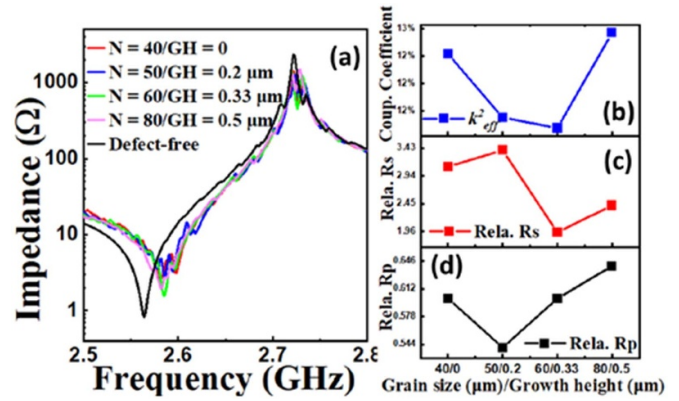 (a)
N = 40/GH = 0
N = 50/GH = 0.2 μm
N = 60/GH = 0.33 μm
N = 80/GH = 0.5 μm
Defect-free
Impedance (Ω)
1000
100
10
1
2.5 2.6 2.7 2.8
Frequency (GHz)
(b)
Coup. Coefficient
13%
12%
12%
k²eff
(c)
Rela. Rs
3.43
2.94
2.45
1.96
Rela. Rs
(d)
Rela. Rp
0.646
0.612
0.578
0.544
Rela. Rp
40/0 50/0.2 60/0.33 80/0.5
Grain size (μm)/Growth height (μm)